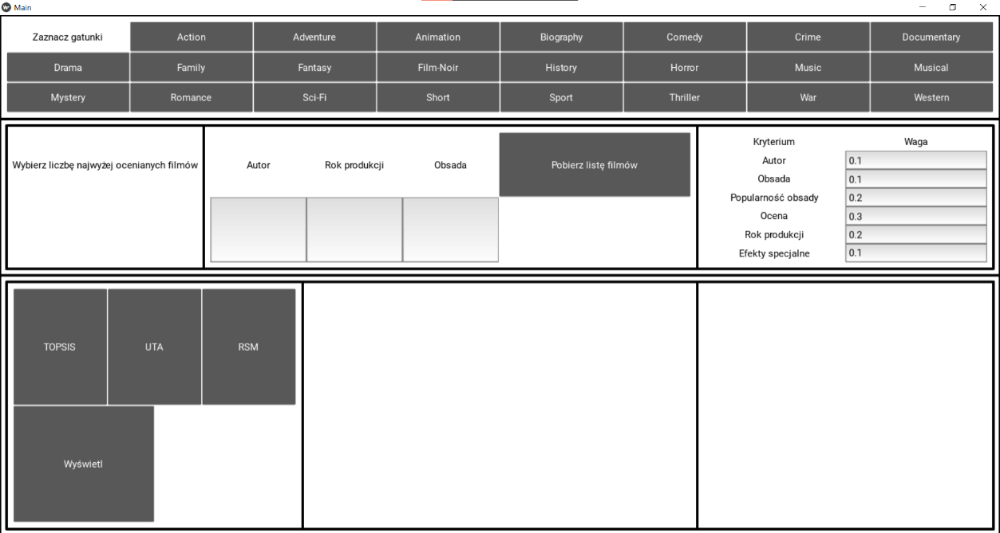 Main
Zaznacz gatunki Action Adventure Animation Biography Comedy Crime Documentary
Drama Family Fantasy Film-Noir History Horror Music Musical
Mystery Romance Sci-Fi Short Sport Thriller War Western
Wybierz liczbę najwyżej ocenianych filmów
Autor Rok produkcji Obsada Pobierz listę filmów
Kryterium Waga
Autor 0.1
Obsada 0.1
Popularność obsady 0.2
Ocena 0.3
Rok produkcji 0.2
Efekty specjalne 0.1
TOPSIS UTA RSM
Wyświetl